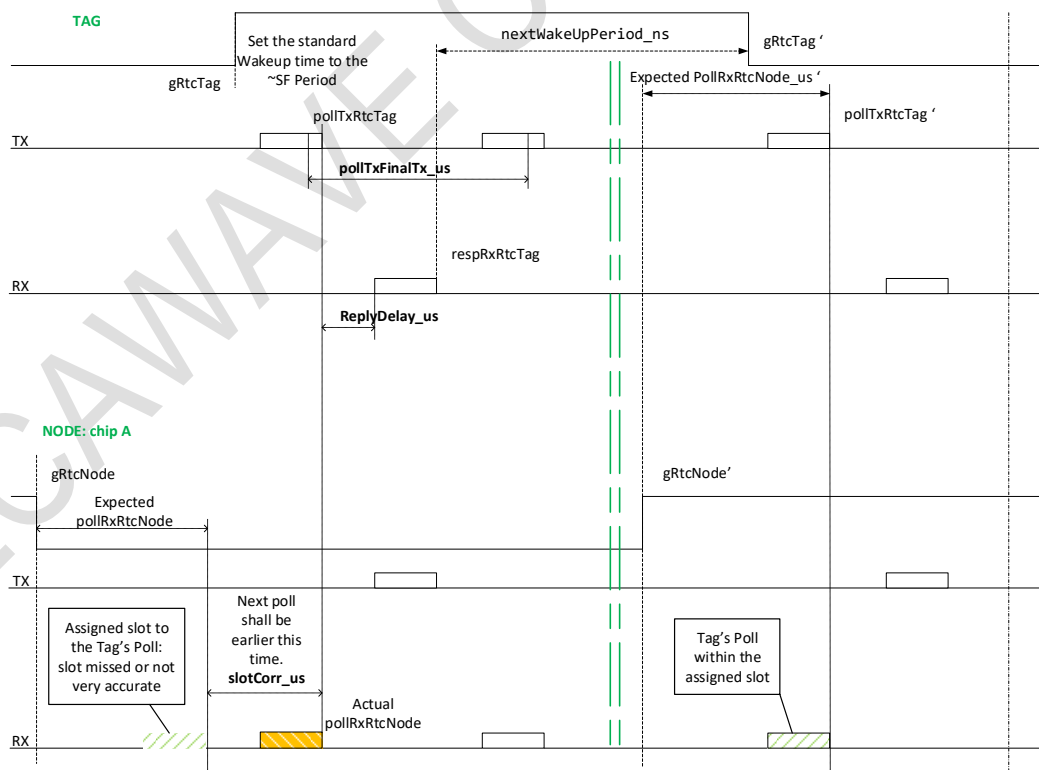 TAG
Set the standard
Wakeup time to the
~SF Period
nextWakeUpPeriod_ns
gRtcTag ‘
gRtcTag
Expected PollRxRtcNode_us ‘
pollTxRtcTag
pollTxRtcTag ‘
TX
pollTxFinalTx_us
respRxRtcTag
RX
ReplyDelay_us
NODE: chip A
gRtcNode
gRtcNode’
Expected
pollRxRtcNode
TX
Assigned slot to
the Tag’s Poll:
slot missed or not
very accurate
Next poll
shall be
earlier this
time.
slotCorr_us
Tag’s Poll
within the
assigned slot
Actual
pollRxRtcNode
RX